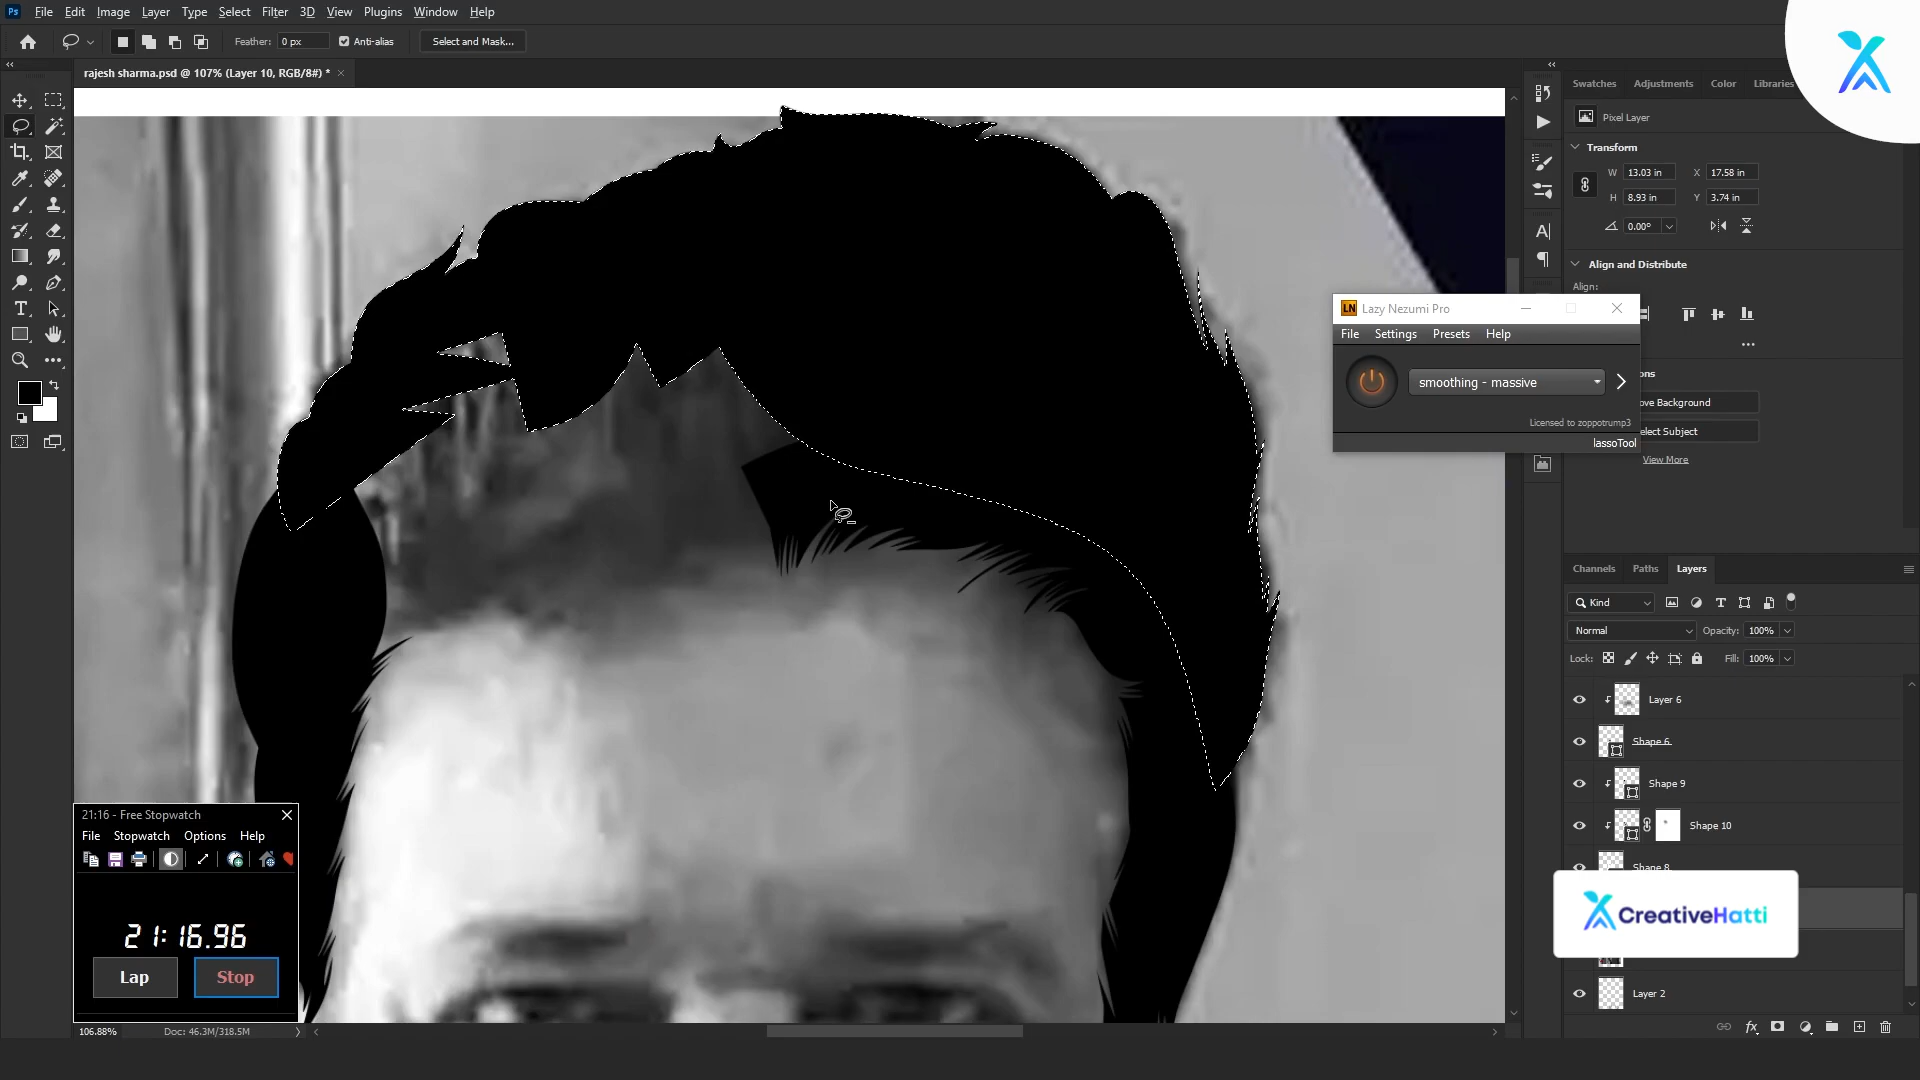 Ps File Edit Image Layer Type Select Filter 3D View Plugins Window Help
Feather: 0 px Anti-alias Select and Mask...
rajesh sharma.psd @ 107% (Layer 10, RGB/8#) *
Swatches Adjustments Color Libraries
Pixel Layer
Transform
W 13.03 in X 17.58 in
H 8.93 in Y 3.74 in
0.00°
Align and Distribute
Align:
LN Lazy Nezumi Pro
File Settings Presets Help
smoothing - massive
Licensed to zoppotrump3
lassoTool
ons
ove Background
elect Subject
View More
Channels Paths Layers
Kind
Normal Opacity: 100%
Lock: Fill: 100%
Layer 6
Shape 6
Shape 9
Shape 10
Shape 8
CreativeHatti
Layer 2
21:16 - Free Stopwatch
File Stopwatch Options Help
21:16.96
Lap Stop
106.88% Doc: 46.3M/318.5M